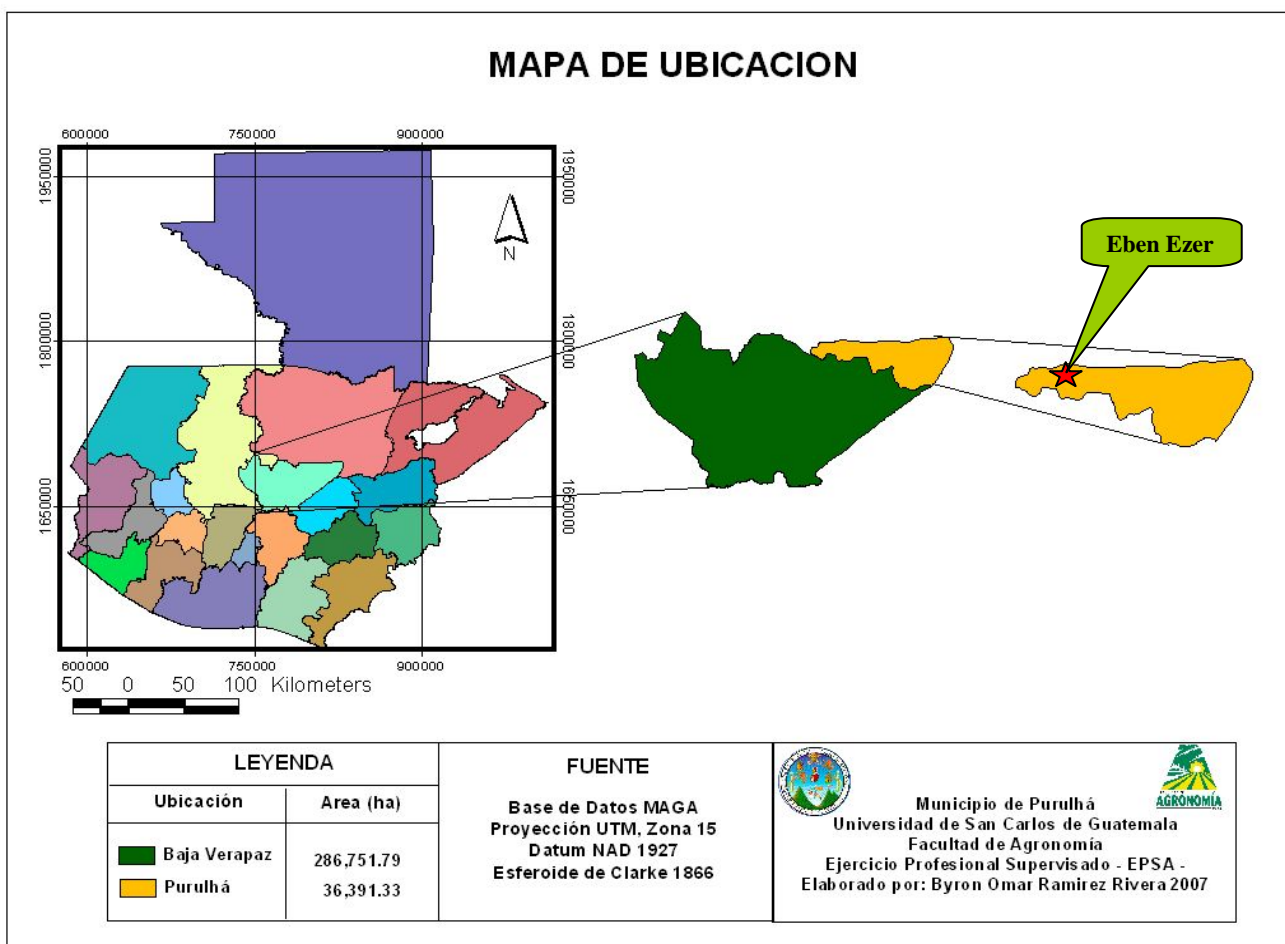 MAPA DE UBICACION
600000
750000
900000
1950000
1950000
N
Eben Ezer
1800000
1800000
1650000
1650000
600000
750000
900000
50 0 50 100 Kilometers
LEYENDA
Ubicación
Area (ha)
Baja Verapaz
286,751.79
Purulhá
36,391.33
FUENTE
Base de Datos MAGA
Proyección UTM, Zona 15
Datum NAD 1927
Esferoide de Clarke 1866
AGRONOMÍA
Municipio de Purulhá
Universidad de San Carlos de Guatemala
Facultad de Agronomía
Ejercicio Profesional Supervisado - EPSA -
Elaborado por: Byron Omar Ramirez Rivera 2007